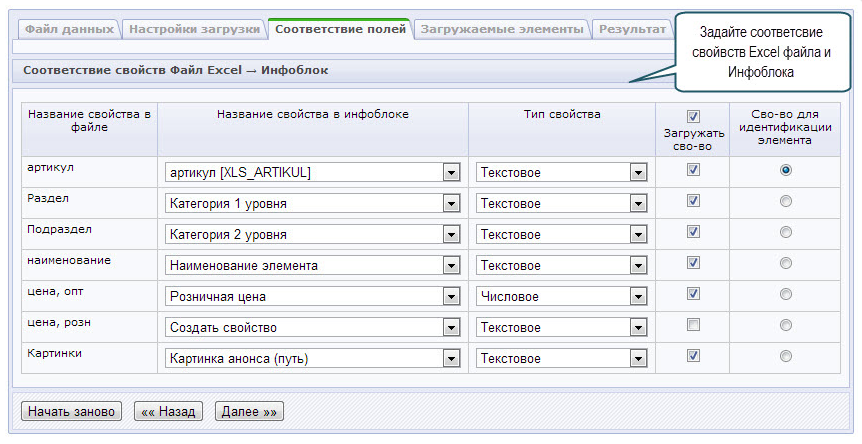 Файл данных Настройки загрузки Соответствие полей Загружаемые элементы Результат
Задайте соответсвие
свойвств Excel файла и
Инфоблока
Соответствие свойств Файл Excel → Инфоблок
Название свойства в
файле
Название свойства в инфоблоке
Тип свойства
Загружать
сво-во
Сво-во для
идентификации
элемента
артикул артикул [XLS_ARTIKUL] Текстовое
Раздел Категория 1 уровня Текстовое
Подраздел Категория 2 уровня Текстовое
наименование Наименование элемента Текстовое
цена, опт Розничная цена Числовое
цена, розн Создать свойство Текстовое
Картинки Картинка анонса (путь) Текстовое
Начать заново «« Назад Далее »»